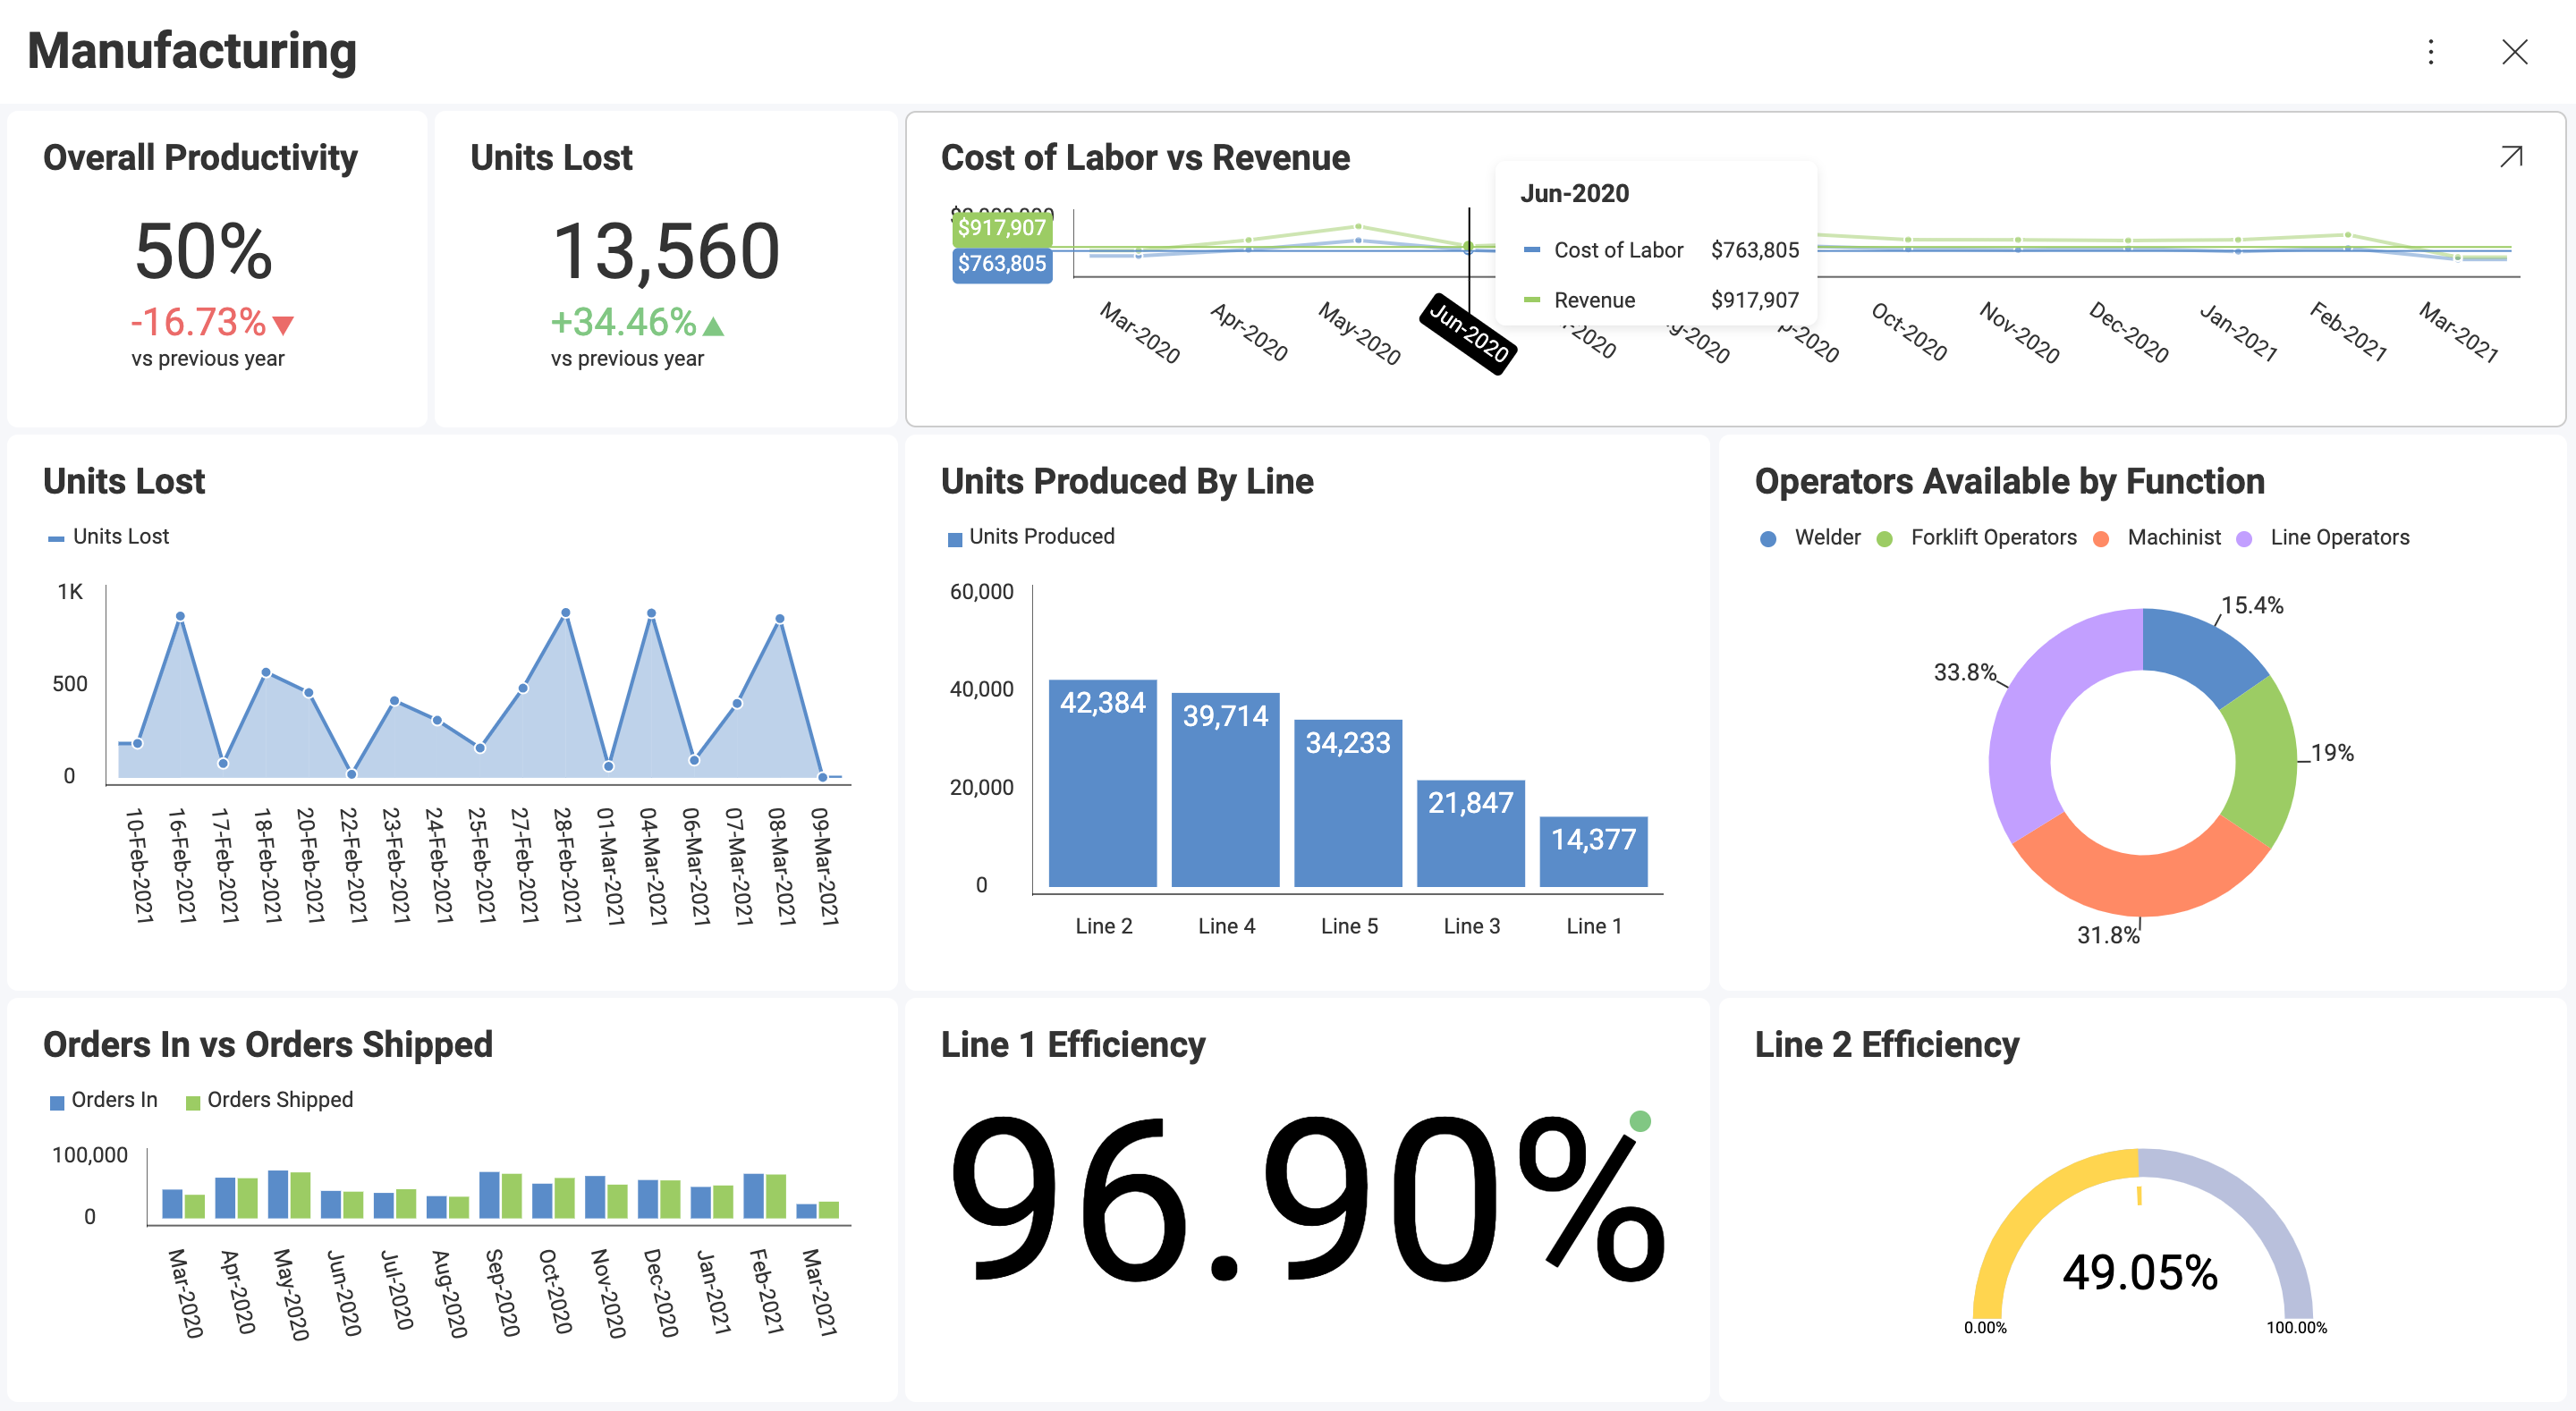 Manufacturing
Overall Productivity
50%
-16.73%
vs previous year
Units Lost
13,560
+34.46%
vs previous year
Cost of Labor vs Revenue
$917,907
$763,805
Jun-2020
Cost of Labor $763,805
Revenue $917,907
Mar-2020 Apr-2020 May-2020 Jun-2020 -2020 g-2020 p-2020 Oct-2020 Nov-2020 Dec-2020 Jan-2021 Feb-2021 Mar-2021
Units Lost
Units Lost
1K
500
0
10-Feb-2021 16-Feb-2021 17-Feb-2021 18-Feb-2021 20-Feb-2021 22-Feb-2021 23-Feb-2021 24-Feb-2021 25-Feb-2021 27-Feb-2021 28-Feb-2021 01-Mar-2021 04-Mar-2021 06-Mar-2021 07-Mar-2021 08-Mar-2021 09-Mar-2021
Units Produced By Line
Units Produced
60,000
40,000
20,000
0
42,384 39,714 34,233 21,847 14,377
Line 2 Line 4 Line 5 Line 3 Line 1
Operators Available by Function
Welder Forklift Operators Machinist Line Operators
15.4%
33.8%
19%
31.8%
Orders In vs Orders Shipped
Orders In Orders Shipped
100,000
0
Mar-2020 Apr-2020 May-2020 Jun-2020 Jul-2020 Aug-2020 Sep-2020 Oct-2020 Nov-2020 Dec-2020 Jan-2021 Feb-2021 Mar-2021
Line 1 Efficiency
96.90%
Line 2 Efficiency
49.05%
0.00% 100.00%